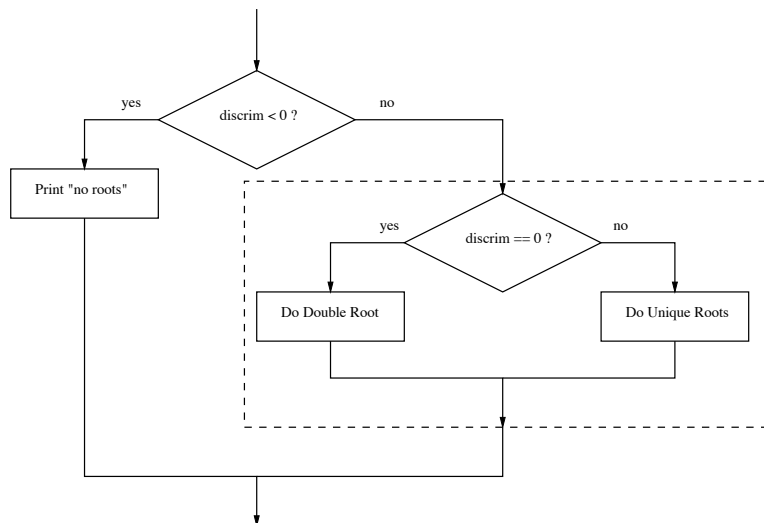 yes
discrim < 0 ?
no
Print "no roots"
yes
discrim == 0 ?
no
Do Double Root
Do Unique Roots